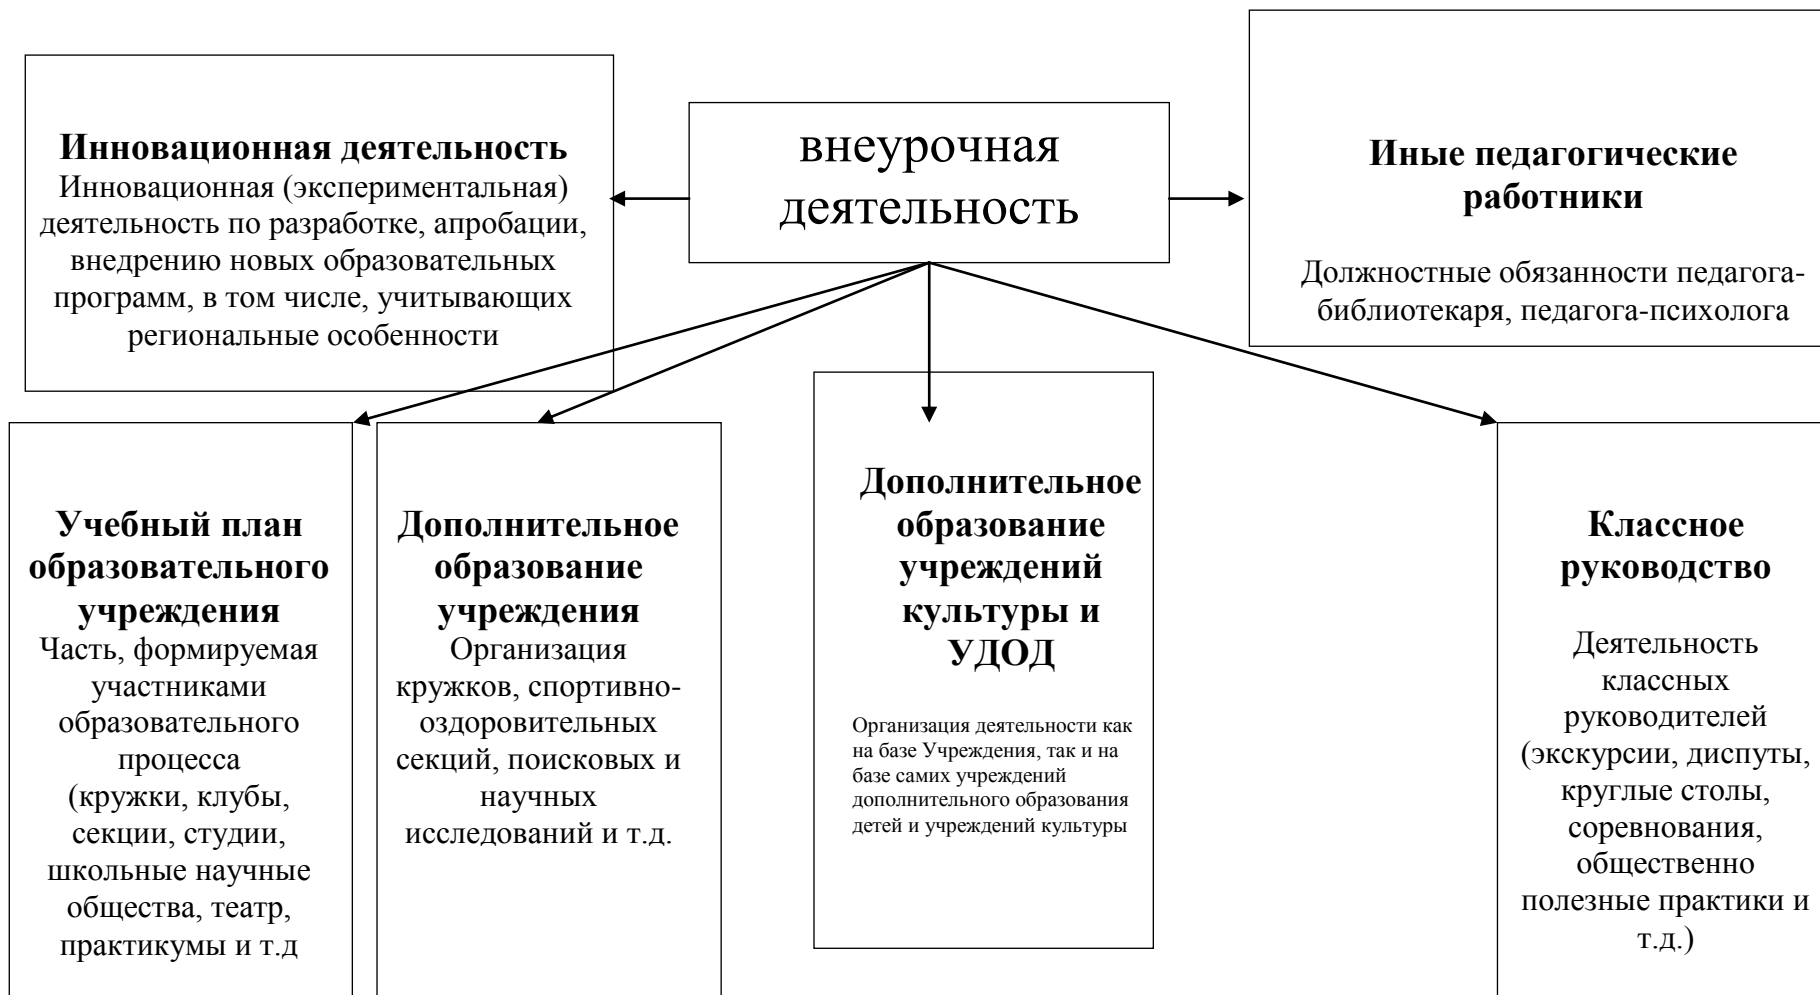 Инновационная деятельность
Инновационная (экспериментальная)
деятельность по разработке, апробации,
внедрению новых образовательных
программ, в том числе, учитывающих
региональные особенности
внеурочная
деятельность
Иные педагогические
работники
Должностные обязанности педагога-
библиотекаря, педагога-психолога
Учебный план
образовательного
учреждения
Часть, формируемая
участниками
образовательного
процесса
(кружки, клубы,
секции, студии,
школьные научные
общества, театр,
практикумы и т.д
Дополнительное
образование
учреждения
Организация
кружков, спортивно-
оздоровительных
секций, поисковых и
научных
исследований и т.д.
Дополнительное
образование
учреждений
культуры и
УДОД
Организация деятельности как
на базе Учреждения, так и на
базе самих учреждений
дополнительного образования
детей и учреждений культуры
Классное
руководство
Деятельность
классных
руководителей
(экскурсии, диспуты,
круглые столы,
соревнования,
общественно
полезные практики и
т.д.)